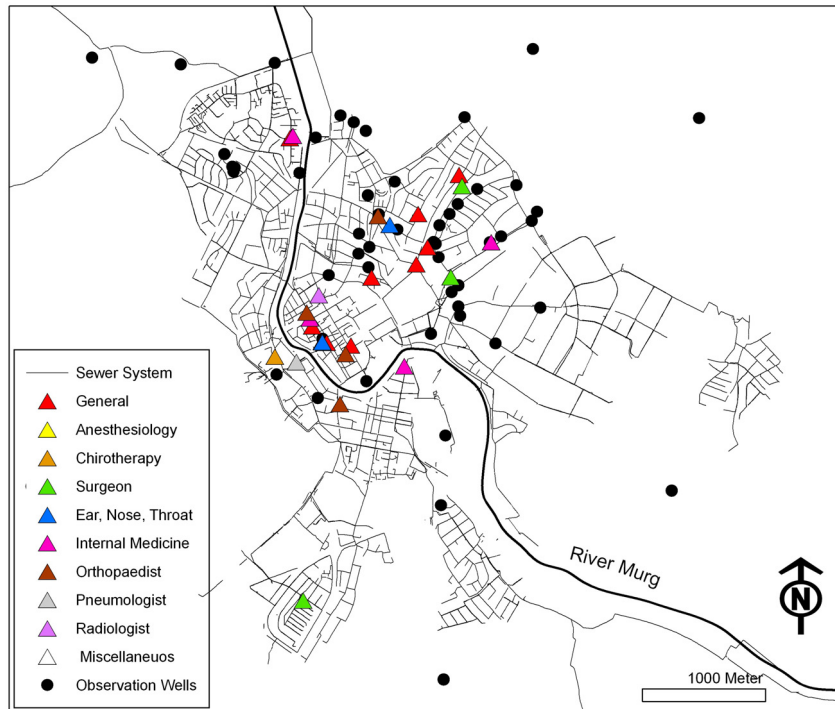 Sewer System
General
Anesthesiology
Chirotherapy
Surgeon
Ear, Nose, Throat
Internal Medicine
Orthopaedist
Pneumologist
Radiologist
Miscellaneuos
Observation Wells
River Murg
N
1000 Meter